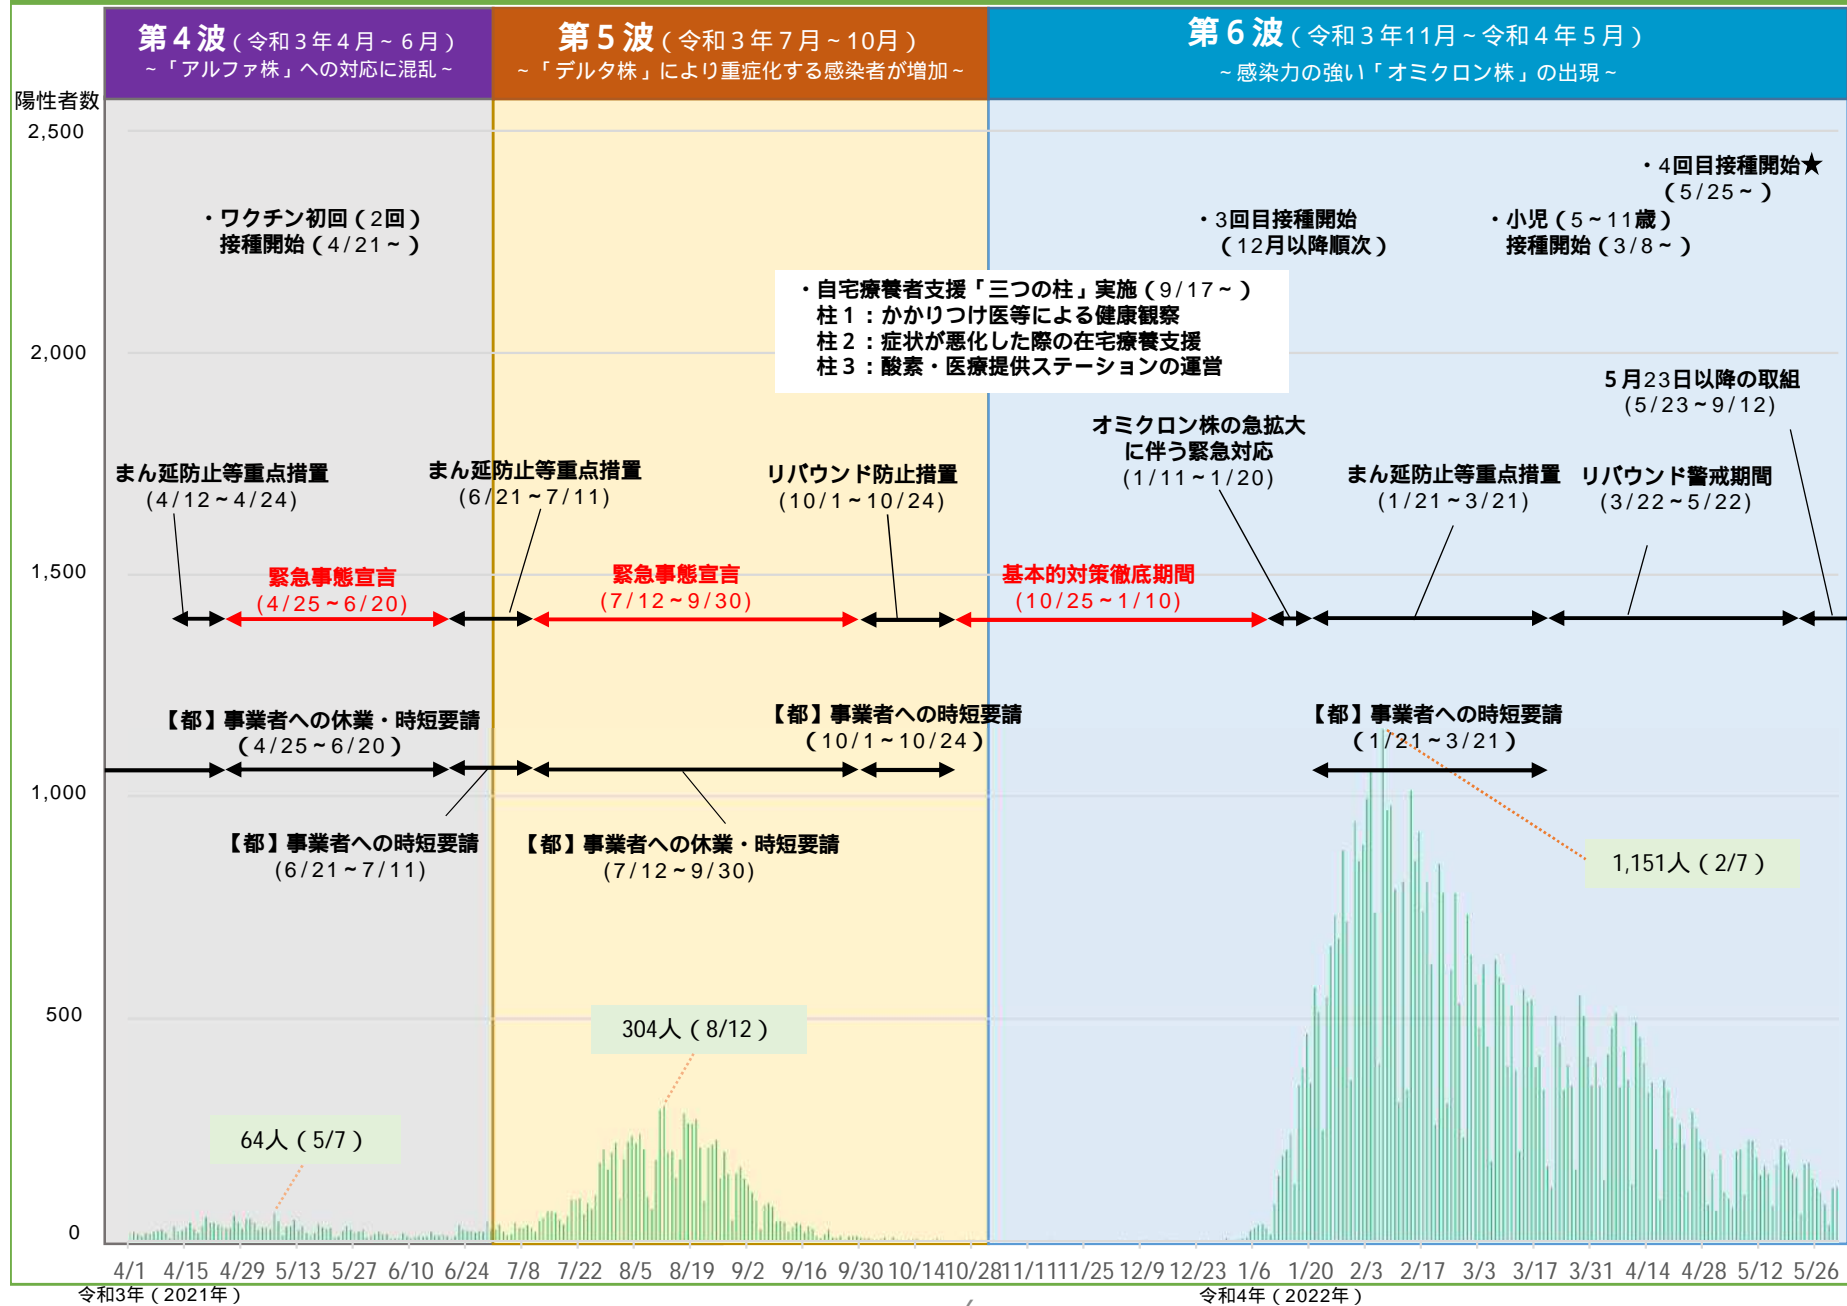 第4波(令和3年4月~6月)
~「アルファ株」への対応に混乱~
第5波(令和3年7月~10月)
~「デルタ株」により重症化する感染者が増加~
第6波(令和3年11月~令和4年5月)
~感染力の強い「オミクロン株」の出現~
陽性者数
2,500
2,000
1,500
1,000
500
0
・4回目接種開始★
(5/25~)
・ワクチン初回(2回)
接種開始(4/21~)
・3回目接種開始
(12月以降順次)
・小児(5~11歳)
接種開始(3/8~)
・自宅療養者支援「三つの柱」実施(9/17~)
柱1:かかりつけ医等による健康観察
柱2:症状が悪化した際の在宅療養支援
柱3:酸素・医療提供ステーションの運営
5月23日以降の取組
(5/23~9/12)
オミクロン株の急拡大
に伴う緊急対応
(1/11~1/20)
まん延防止等重点措置
(4/12~4/24)
まん延防止等重点措置
(6/21~7/11)
リバウンド防止措置
(10/1~10/24)
まん延防止等重点措置
(1/21~3/21)
リバウンド警戒期間
(3/22~5/22)
緊急事態宣言
(4/25~6/20)
緊急事態宣言
(7/12~9/30)
基本的対策徹底期間
(10/25~1/10)
【都】事業者への休業・時短要請
(4/25~6/20)
【都】事業者への時短要請
(10/1~10/24)
【都】事業者への時短要請
(1/21~3/21)
【都】事業者への時短要請
(6/21~7/11)
【都】事業者への休業・時短要請
(7/12~9/30)
1,151人(2/7)
304人(8/12)
64人(5/7)
4/1 4/15 4/29 5/13 5/27 6/10 6/24 7/8 7/22 8/5 8/19 9/2 9/16 9/30 10/14 10/28 11/11 11/25 12/9 12/23 1/6 1/20 2/3 2/17 3/3 3/17 3/31 4/14 4/28 5/12 5/26
令和3年(2021年)
令和4年(2022年)